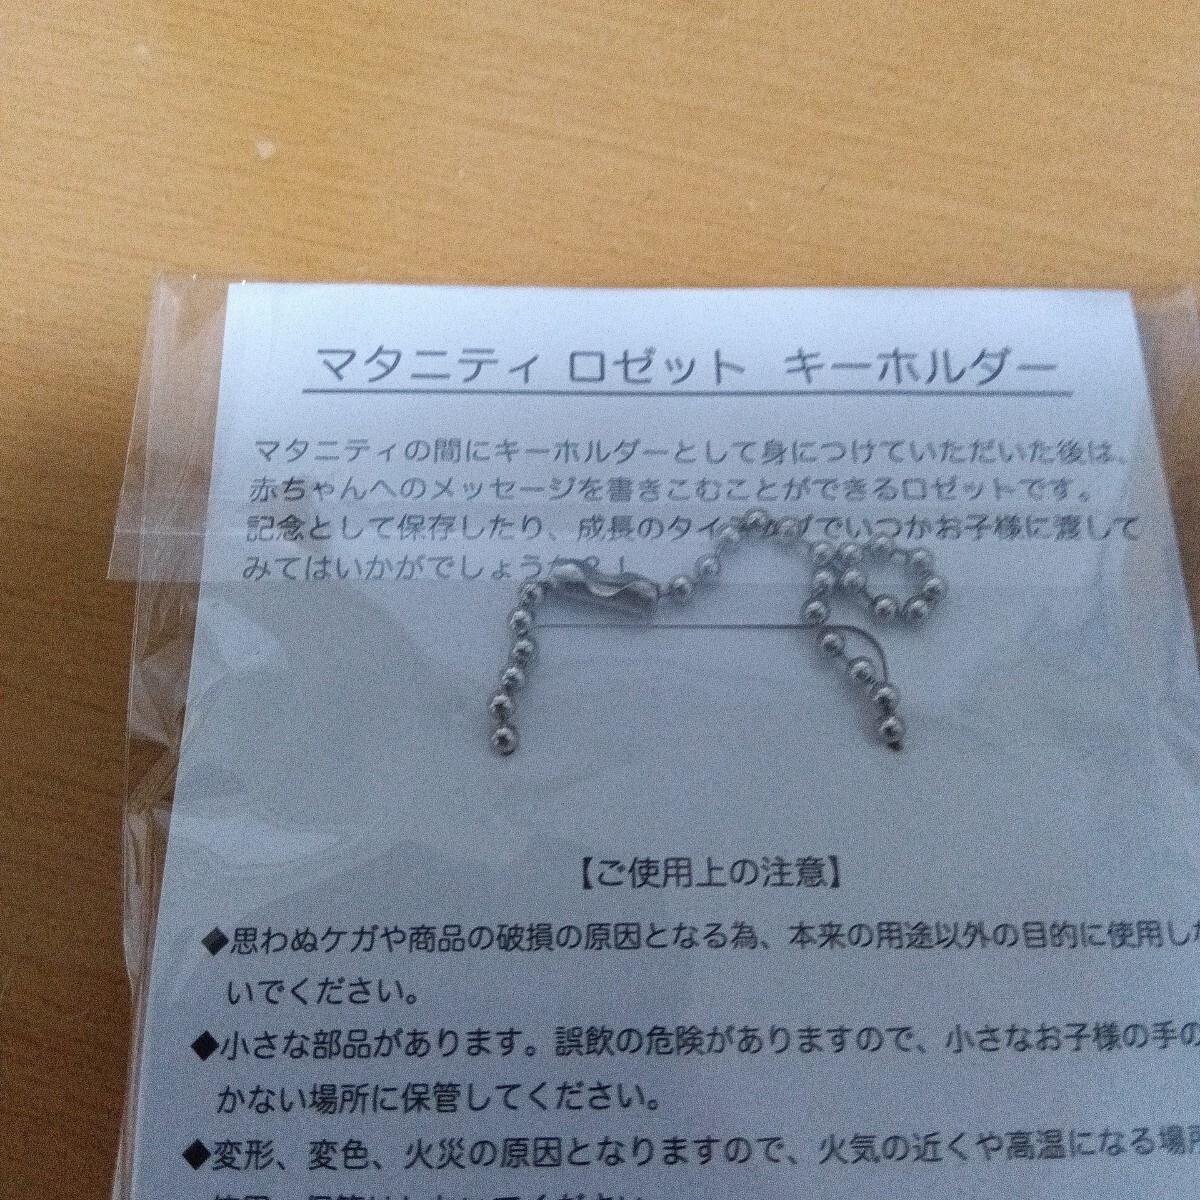 マタニティ ロゼット キーホルダー
マタニティの間にキーホルダーとして身につけていただいた後は、
赤ちゃんへのメッセージを書きこむことができるロゼットです。
記念として保存したり、成長のタイミングでいつかお子様に渡して
みてはいかがでしょうか？！
【ご使用上の注意】
◆思わぬケガや商品の破損の原因となる為、本来の用途以外の目的に使用し
いでください。
◆小さな部品があります。誤飲の危険がありますので、小さなお子様の手の
かない場所に保管してください。
◆変形、変色、火災の原因となりますので、火気の近くや高温になる場所